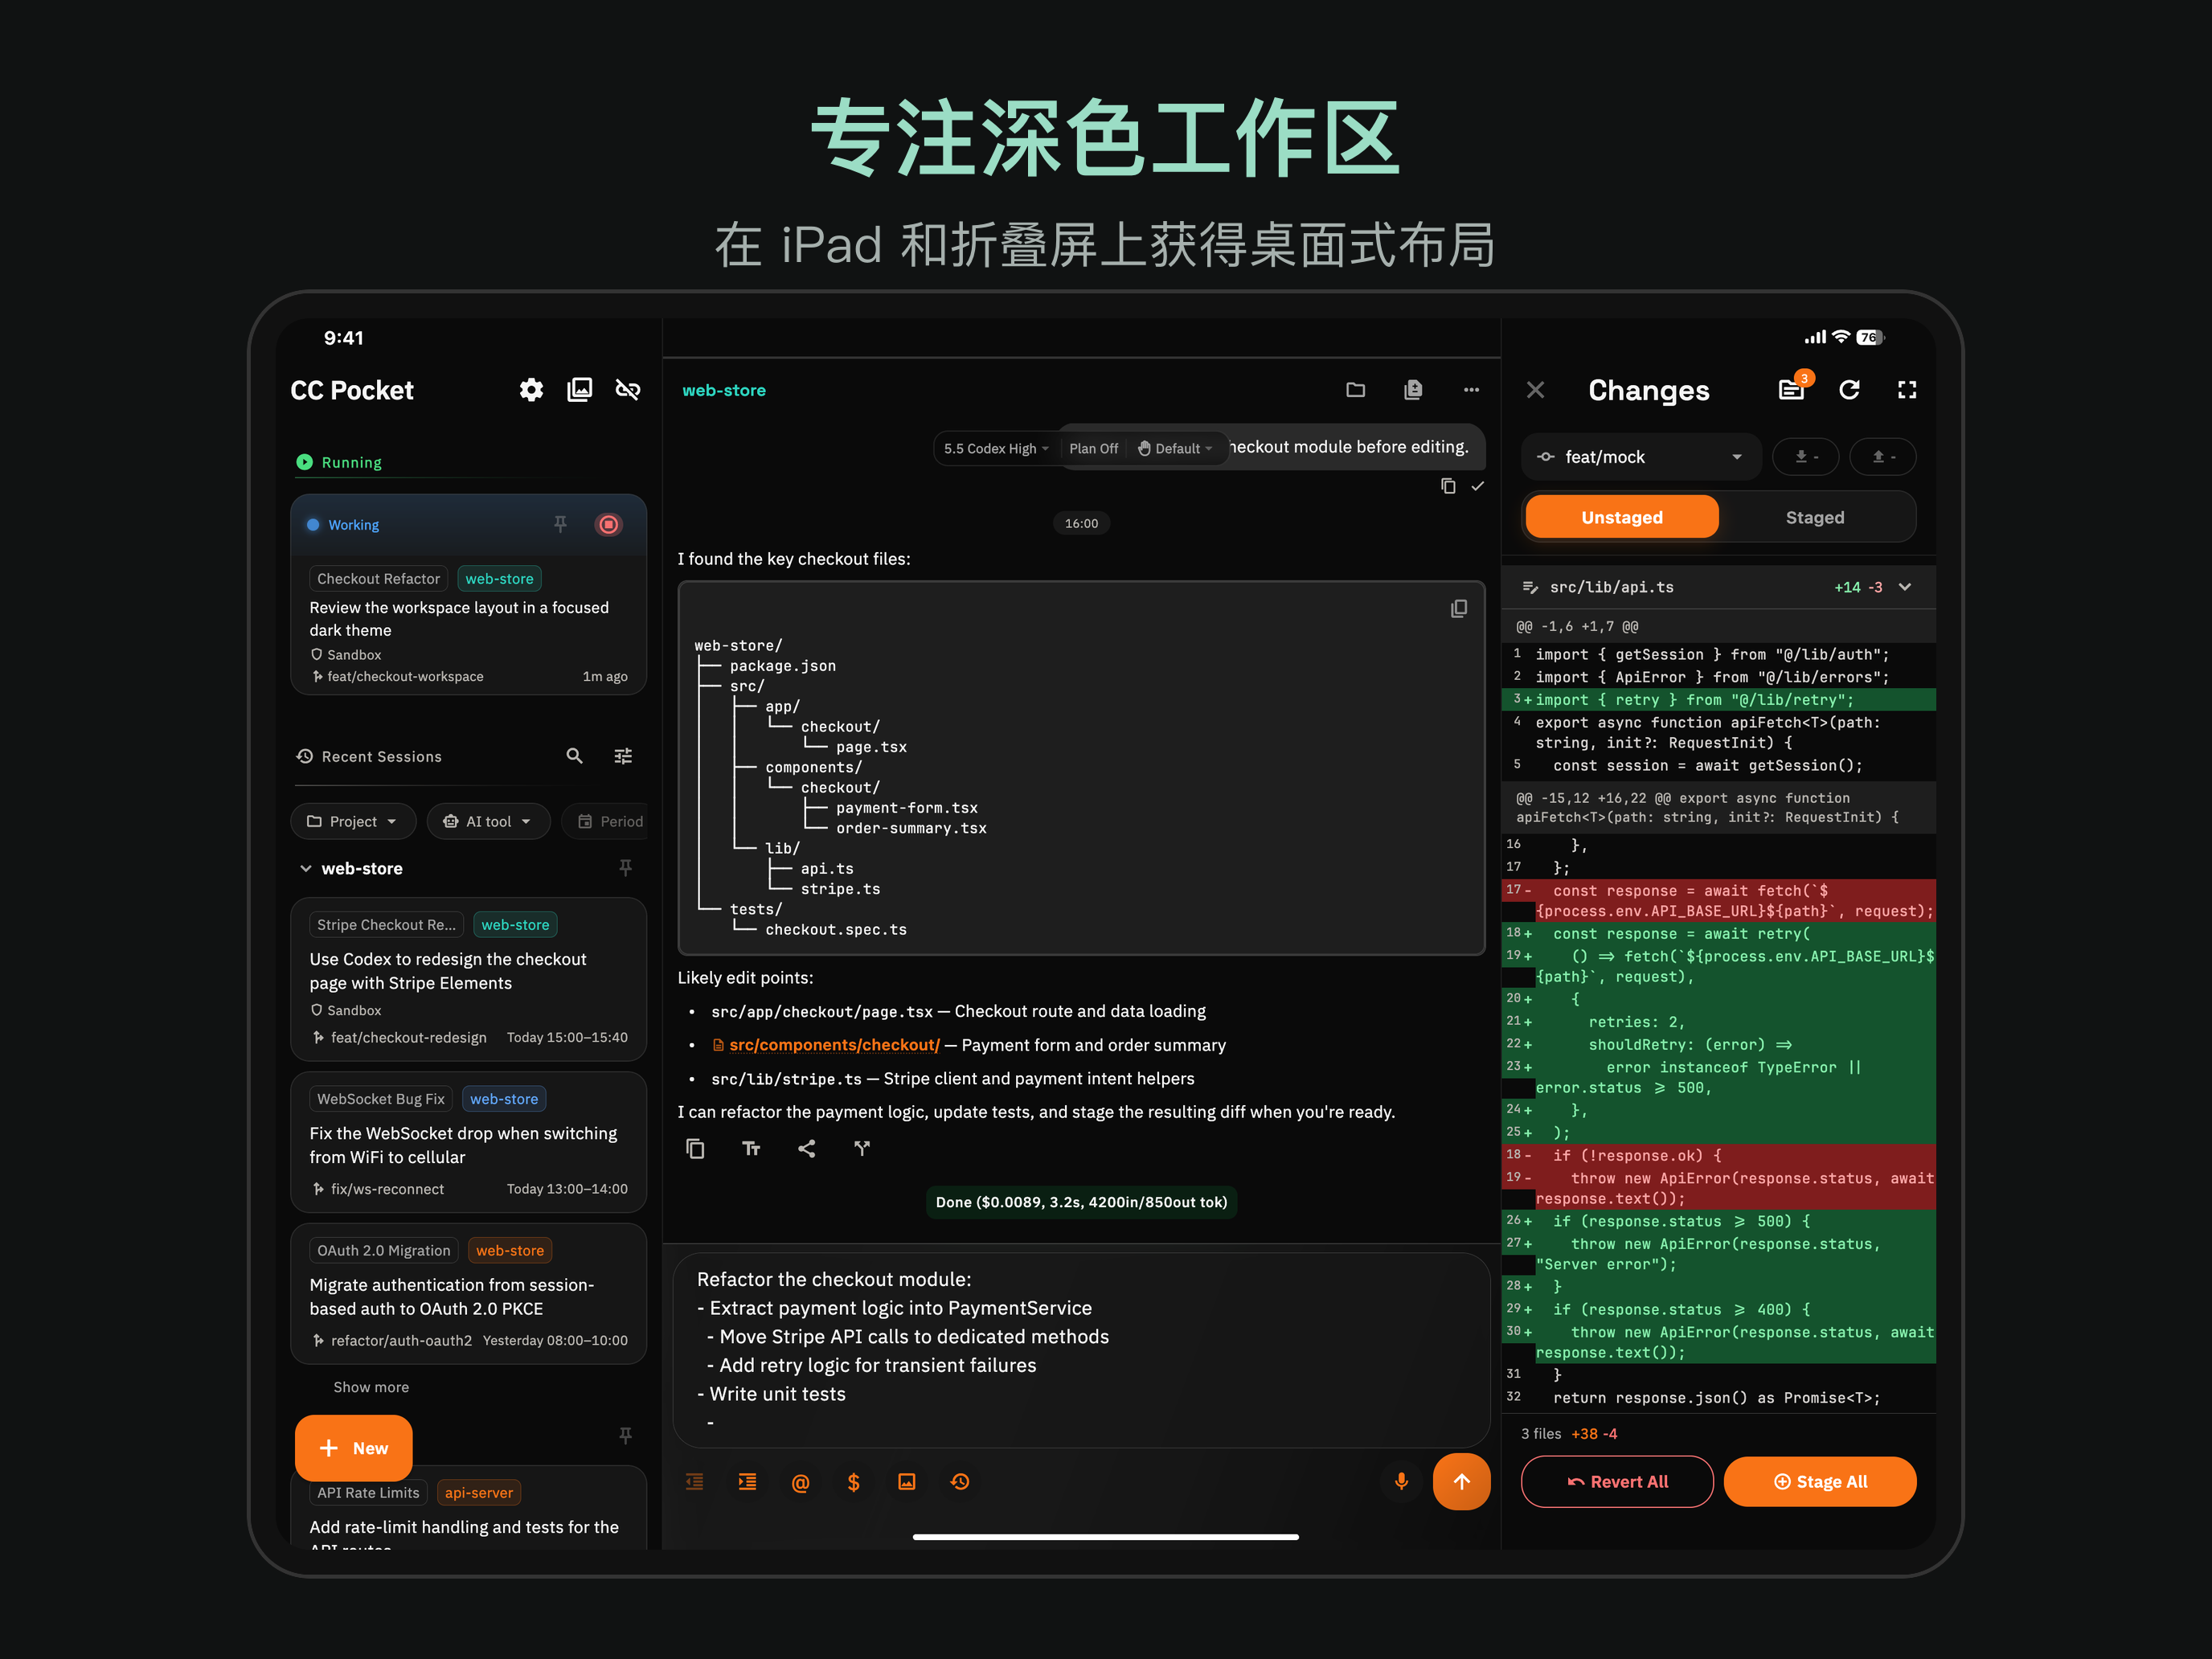 专注深色工作区
在 iPad 和折叠屏上获得桌面式布局
9:41
76
CC Pocket
Running
Working
Checkout Refactor web-store
Review the workspace layout in a focused
dark theme
Sandbox
feat/checkout-workspace 1m ago
Recent Sessions
Project AI tool Period
web-store
Stripe Checkout Re... web-store
Use Codex to redesign the checkout
page with Stripe Elements
Sandbox
feat/checkout-redesign Today 15:00–15:40
WebSocket Bug Fix web-store
Fix the WebSocket drop when switching
from WiFi to cellular
fix/ws-reconnect Today 13:00–14:00
OAuth 2.0 Migration web-store
Migrate authentication from session-
based auth to OAuth 2.0 PKCE
refactor/auth-oauth2 Yesterday 08:00–10:00
Show more
+ New
API Rate Limits api-server
Add rate-limit handling and tests for the
web-store
5.5 Codex High Plan Off Default
checkout module before editing.
16:00
I found the key checkout files:
web-store/
├── package.json
├── src/
│   ├── app/
│   │   └── checkout/
│   │       └── page.tsx
│   ├── components/
│   │   └── checkout/
│   │       ├── payment-form.tsx
│   │       └── order-summary.tsx
│   └── lib/
│       ├── api.ts
│       └── stripe.ts
└── tests/
    └── checkout.spec.ts
Likely edit points:
• src/app/checkout/page.tsx — Checkout route and data loading
• src/components/checkout/ — Payment form and order summary
• src/lib/stripe.ts — Stripe client and payment intent helpers
I can refactor the payment logic, update tests, and stage the resulting diff when you're ready.
Done ($0.0089, 3.2s, 4200in/850out tok)
Refactor the checkout module:
- Extract payment logic into PaymentService
  - Move Stripe API calls to dedicated methods
  - Add retry logic for transient failures
- Write unit tests
  -
@ $
Changes
3
feat/mock - -
Unstaged Staged
src/lib/api.ts +14 -3
@@ -1,6 +1,7 @@
1 import { getSession } from "@/lib/auth";
2 import { ApiError } from "@/lib/errors";
3+ import { retry } from "@/lib/retry";
4 export async function apiFetch<T>(path:
string, init?: RequestInit) {
5   const session = await getSession();
@@ -15,12 +16,22 @@ export async function
apiFetch<T>(path: string, init?: RequestInit) {
16     },
17   };
17-   const response = await fetch(`$
{process.env.API_BASE_URL}${path}`, request);
18+   const response = await retry(
19+     () => fetch(`${process.env.API_BASE_URL}$
{path}`, request),
20+     {
21+       retries: 2,
22+       shouldRetry: (error) =>
23+         error instanceof TypeError ||
error.status >= 500,
24+     },
25+   );
18-   if (!response.ok) {
19-     throw new ApiError(response.status, await
response.text());
26+   if (response.status >= 500) {
27+     throw new ApiError(response.status,
"Server error");
28+   }
29+   if (response.status >= 400) {
30+     throw new ApiError(response.status, await
response.text());
31   }
32   return response.json() as Promise<T>;
3 files +38 -4
Revert All Stage All